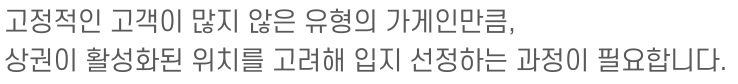 고정적인 고객이 많지 않은 유형의 가게인만큼,
상권이 활성화된 위치를 고려해 입지 선정하는 과정이 필요합니다.